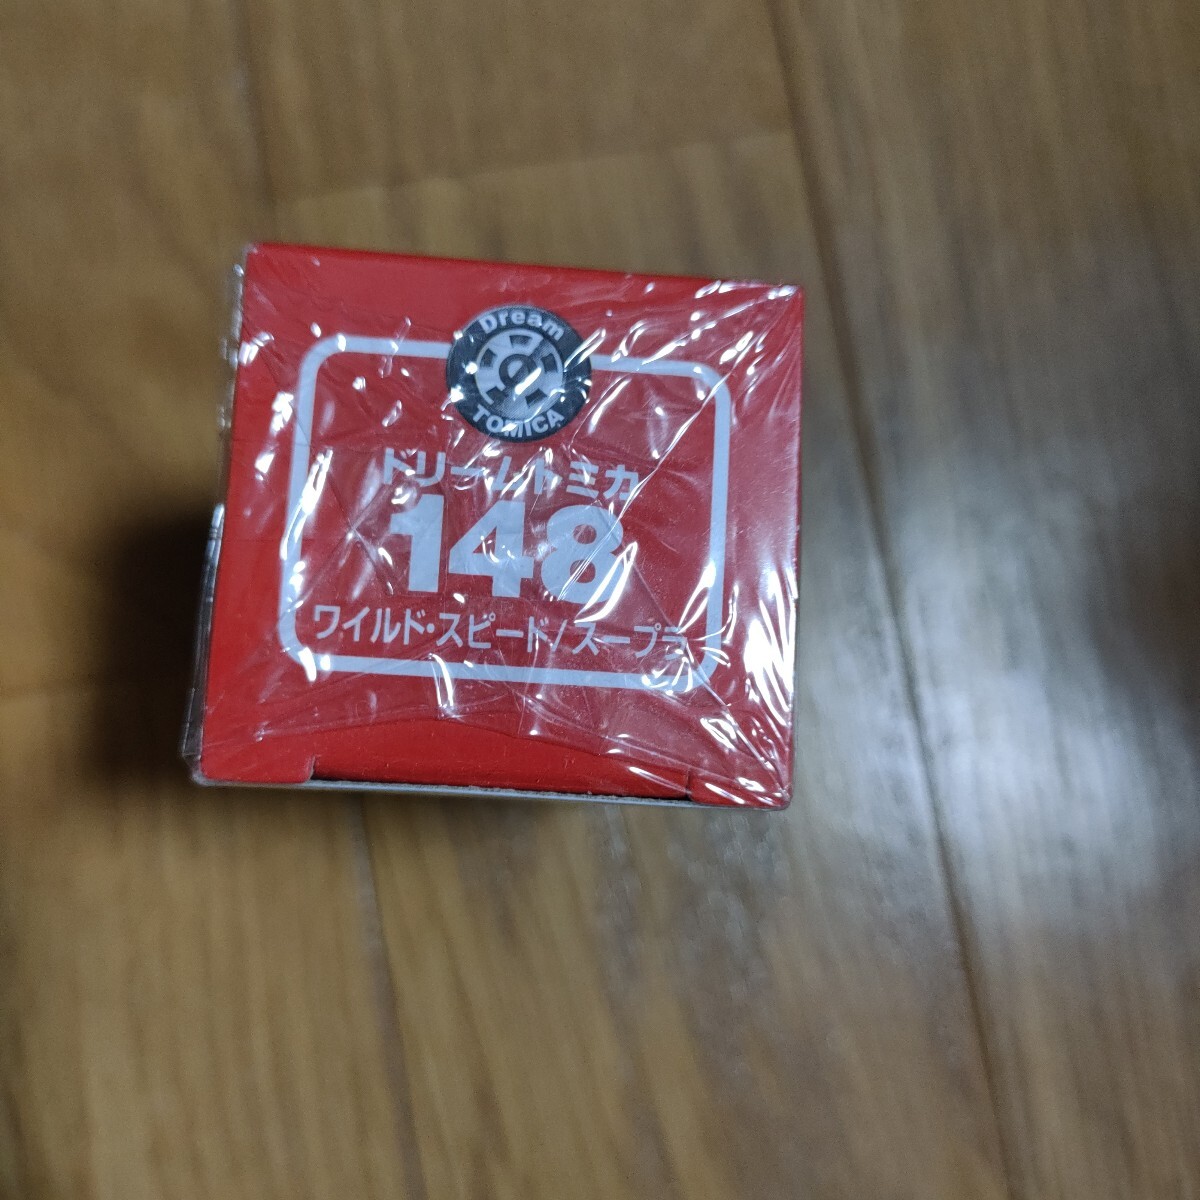 Dream
TOMICA
ドリームトミカ
148
ワイルド・スピード/スープラ